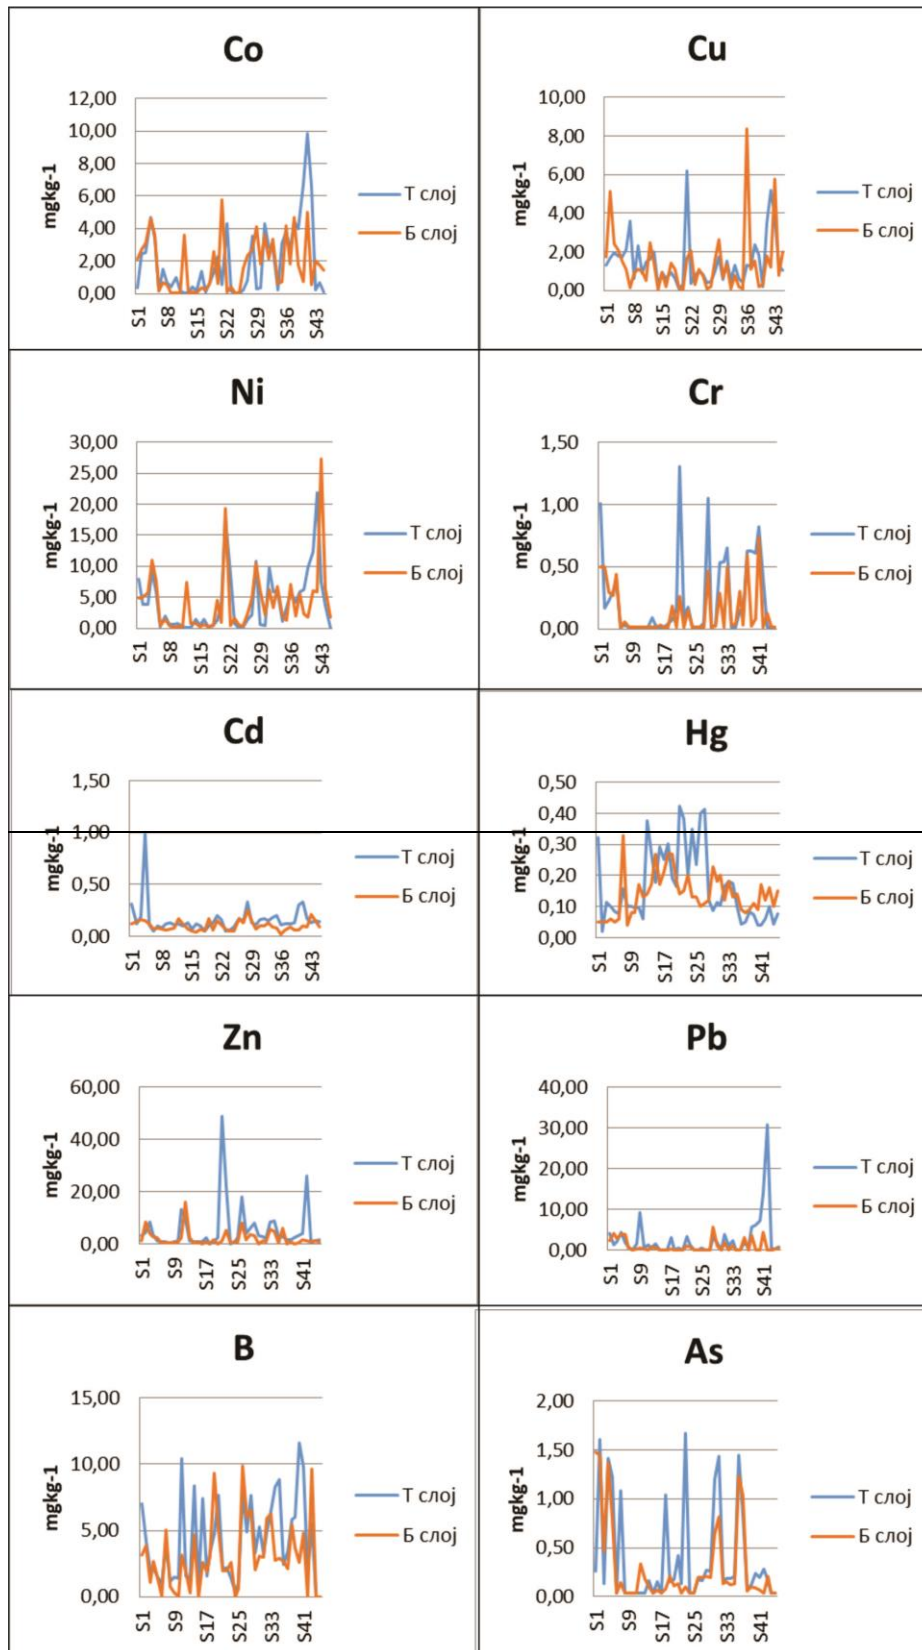 Co
12,00
10,00
8,00
6,00
4,00
2,00
0,00
mgkg-1
S1
S8
S15
S22
S29
S36
S43
Т слој
Б слој
Cu
10,00
8,00
6,00
4,00
2,00
0,00
mgkg-1
S1
S8
S15
S22
S29
S36
S43
Т слој
Б слој
Ni
30,00
25,00
20,00
15,00
10,00
5,00
0,00
mgkg-1
S1
S8
S15
S22
S29
S36
S43
Т слој
Б слој
Cr
1,50
1,00
0,50
0,00
mgkg-1
S1
S9
S17
S25
S33
S41
Т слој
Б слој
Cd
1,50
1,00
0,50
0,00
mgkg-1
S1
S8
S15
S22
S29
S36
S43
Т слој
Б слој
Hg
0,50
0,40
0,30
0,20
0,10
0,00
mgkg-1
S1
S9
S17
S25
S33
S41
Т слој
Б слој
Zn
60,00
40,00
20,00
0,00
mgkg-1
S1
S9
S17
S25
S33
S41
Т слој
Б слој
Pb
40,00
30,00
20,00
10,00
0,00
mgkg-1
S1
S9
S17
S25
S33
S41
Т слој
Б слој
B
15,00
10,00
5,00
0,00
mgkg-1
S1
S9
S17
S25
S33
S41
Т слој
Б слој
As
2,00
1,50
1,00
0,50
0,00
mgkg-1
S1
S9
S17
S25
S33
S41
Т слој
Б слој